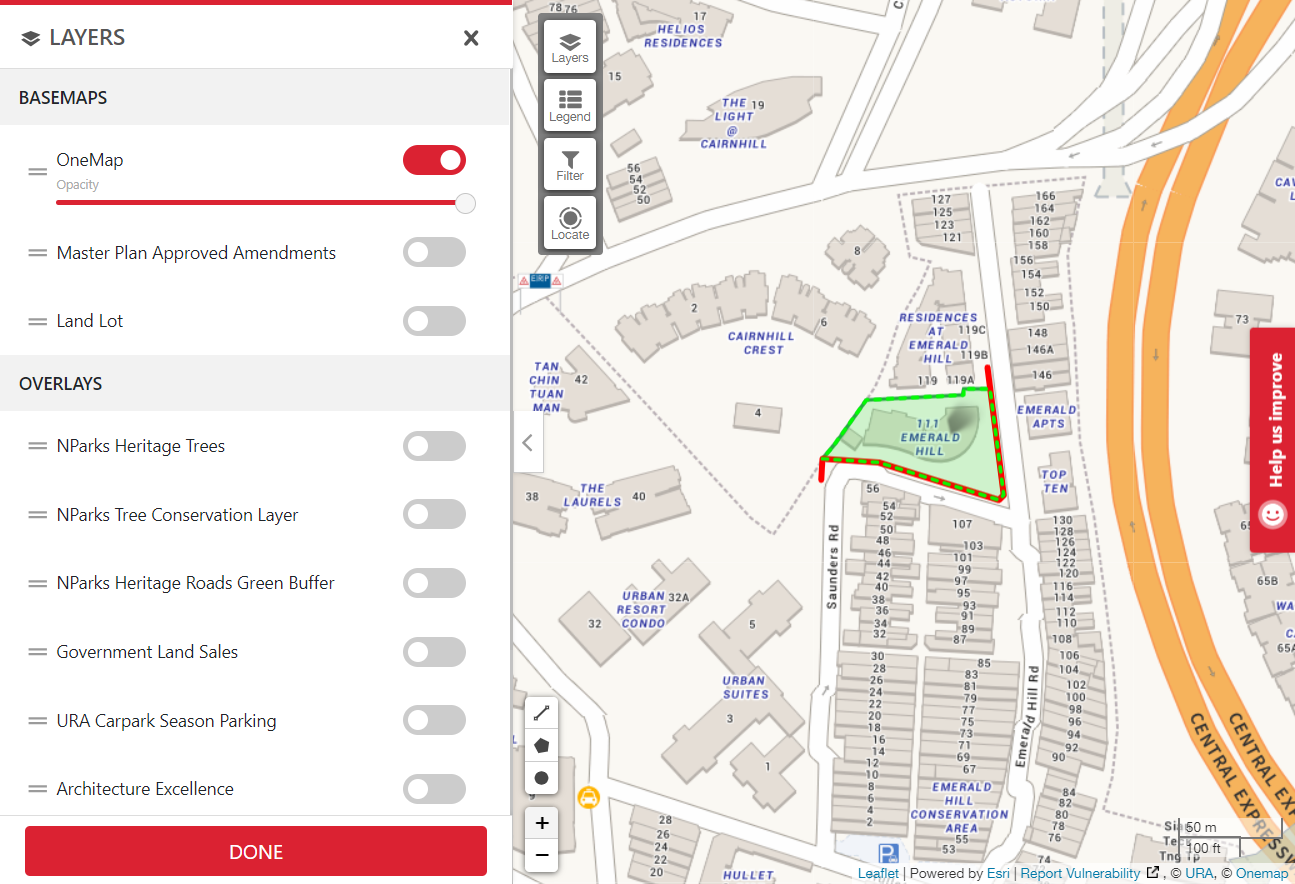 LAYERS
BASEMAPS
OneMap
Opacity
Master Plan Approved Amendments
Land Lot
OVERLAYS
NParks Heritage Trees
NParks Tree Conservation Layer
NParks Heritage Roads Green Buffer
Government Land Sales
URA Carpark Season Parking
Architecture Excellence
DONE
Layers
Legend
Filter
Locate
78 76
17
HELIOS
RESIDENCES
15
THE 19
LIGHT
@
CAIRNHILL
56
54
52
50
127
125
123
121
166
164
162
160
158
156
154
152
150
148
146A
146
8
ERP
2
6
CAIRNHILL
CREST
RESIDENCES
AT
EMERALD
HILL
119C
119B
119
119A
73
TAN
CHIN
TUAN
MAN
42
4
111
EMERALD
HILL
EMERALD
APTS
TOP
TEN
Help us improve
38
THE
LAURELS
40
56
54
52
50
48
46
44
42
40
38
36
34
32
107
103
101
99
97
95
93
91
89
87
130
128
126
124
122
120
116
114
112
110
108
106
104
102
100
98
96
94
92
90
Saunders Rd
Emerald Hill Rd
URBAN
RESORT
CONDO
32A
32
5
URBAN
SUITES
3
1
30
28
26
24
22
20
18
16
14
12
10
8
6
4
2
85
83
81
79
77
75
73
71
69
67
EMERALD
HILL
CONSERVATION
AREA
55
53
84
82
80
78
76
74
65B
CENTRAL EXPRESSW
CENTRAL EXP
9
28
26
24
22
20
HULLET
P
50 m
100 ft
Tng Tp
+
−
Leaflet | Powered by Esri | Report Vulnerability , © URA, © Onemap